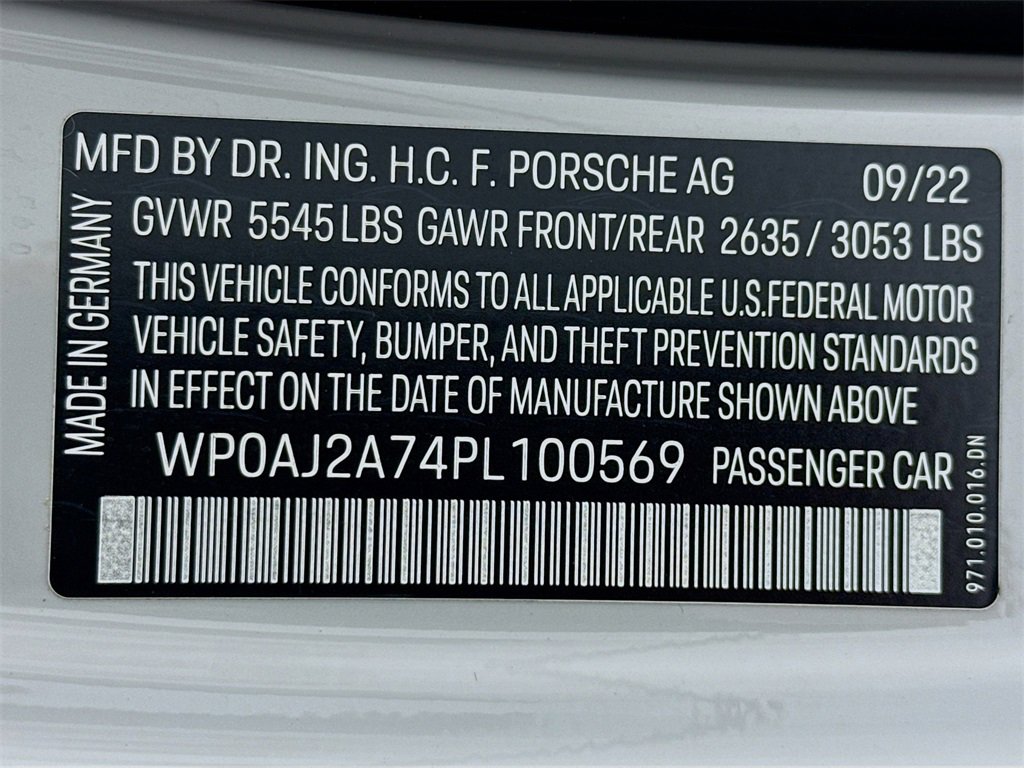 MFD BY DR. ING. H.C. F. PORSCHE AG 09/22
GVWR 5545 LBS GAWR FRONT/REAR 2635 / 3053 LBS
THIS VEHICLE CONFORMS TO ALL APPLICABLE U.S. FEDERAL MOTOR
VEHICLE SAFETY, BUMPER, AND THEFT PREVENTION STANDARDS
IN EFFECT ON THE DATE OF MANUFACTURE SHOWN ABOVE
WP0AJ2A74PL100569 PASSENGER CAR
MADE IN GERMANY
971.010.016.DN